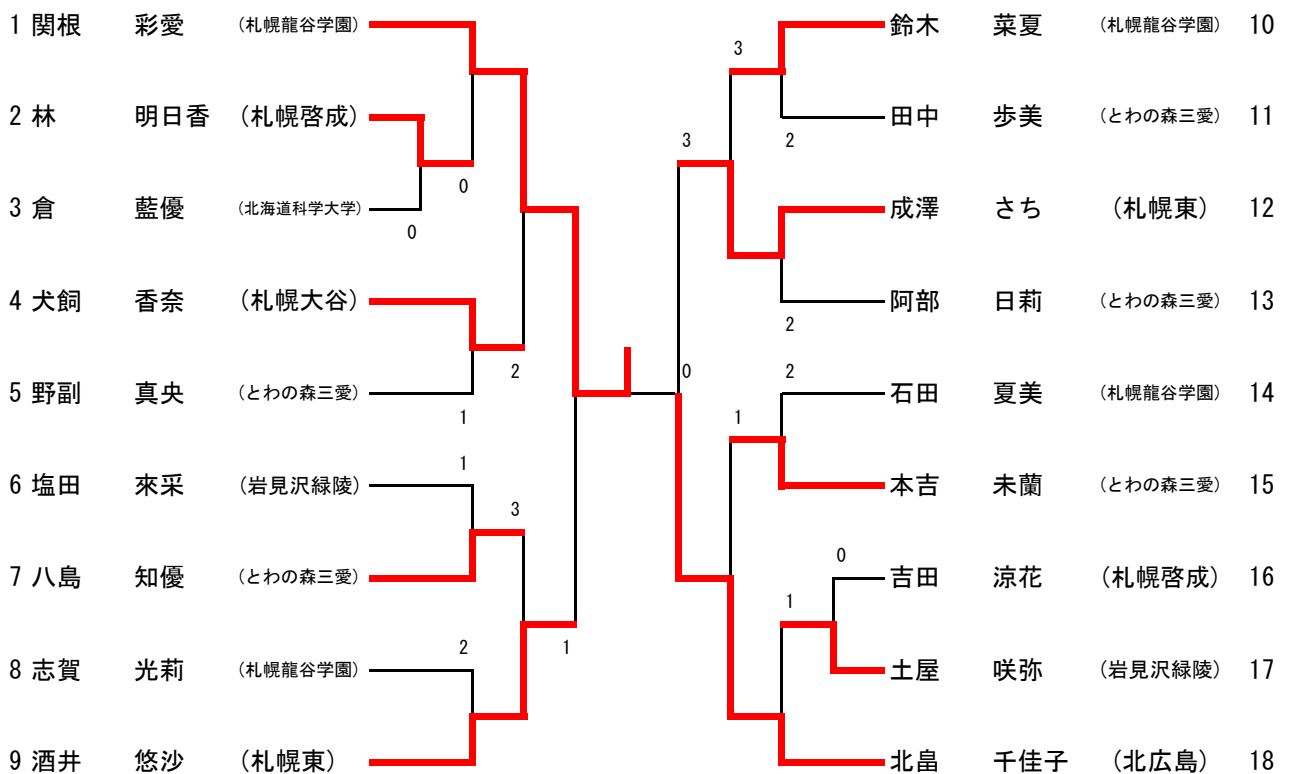 1 関根 彩愛 (札幌龍谷学園)
2 林 明日香 (札幌啓成)
0
3 倉 藍優 (北海道科学大学)
0
4 犬飼 香奈 (札幌大谷)
2
5 野副 真央 (とわの森三愛)
1
1
6 塩田 來采 (岩見沢緑陵)
3
7 八島 知優 (とわの森三愛)
1
2
8 志賀 光莉 (札幌龍谷学園)
9 酒井 悠沙 (札幌東)
鈴木 菜夏 (札幌龍谷学園) 10
3
田中 歩美 (とわの森三愛) 11
2
3
成澤 さち (札幌東) 12
阿部 日莉 (とわの森三愛) 13
2
0
2
石田 夏美 (札幌龍谷学園) 14
1
本吉 未蘭 (とわの森三愛) 15
0
吉田 涼花 (札幌啓成) 16
1
土屋 咲弥 (岩見沢緑陵) 17
北畠 千佳子 (北広島) 18